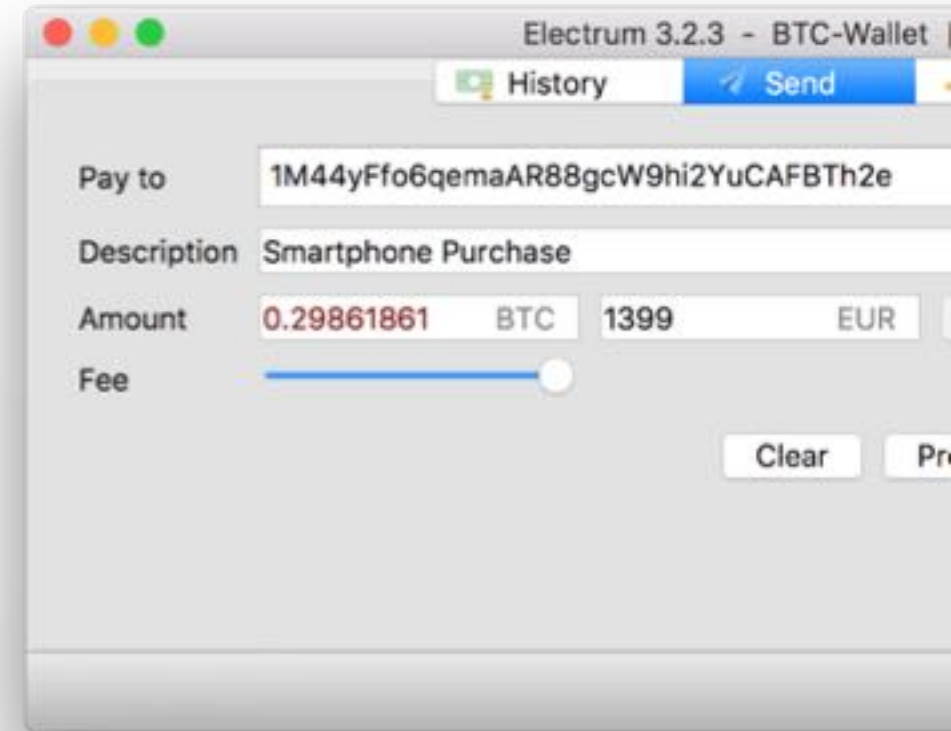 Electrum 3.2.3 - BTC-Wallet
History Send
Pay to 1M44yFfo6qemaAR88gcW9hi2YuCAFBTh2e
Description Smartphone Purchase
Amount 0.29861861 BTC 1399 EUR
Fee
Clear